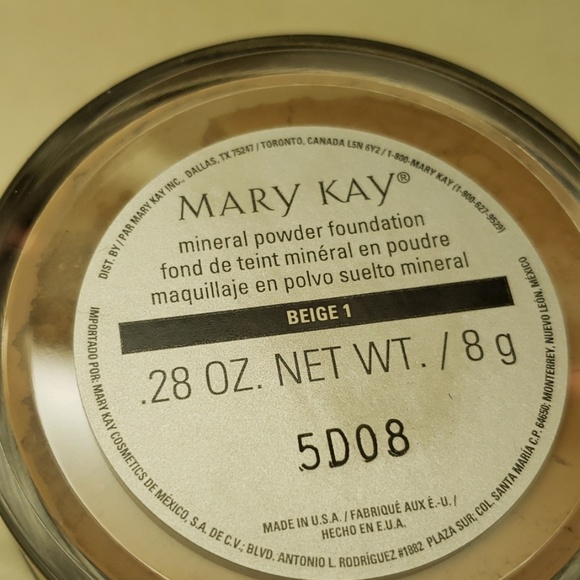 DIST. BY / PAR MARY KAY INC., DALLAS, TX 75247 / TORONTO, CANADA L5N 6Y2 / 1-800-MARY KAY (1-800-627-9529)
MARY KAY®
mineral powder foundation
fond de teint minéral en poudre
maquillaje en polvo suelto mineral
BEIGE 1
.28 OZ. NET WT. / 8 g
5D08
MADE IN U.S.A. / FABRIQUÉ AUX É.-U. /
HECHO EN E.U.A.
IMPORTADO POR: MARY KAY COSMETICS DE MÉXICO, S.A. DE C.V.; BLVD. ANTONIO L. RODRÍGUEZ #1882 PLAZA SUR; COL. SANTA MARÍA C.P. 64650; MONTERREY, NUEVO LEÓN, MÉXICO